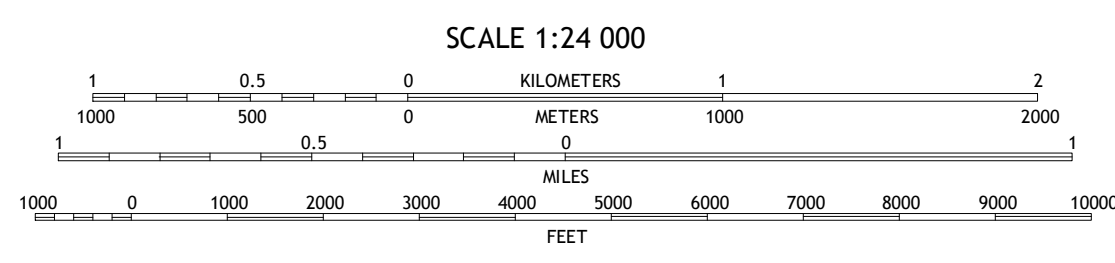 SCALE 1:24 000
1 0.5 0 KILOMETERS 1 2
1000 500 0 METERS 1000 2000
1 0.5 0 1
MILES
1000 0 1000 2000 3000 4000 5000 6000 7000 8000 9000 10000
FEET